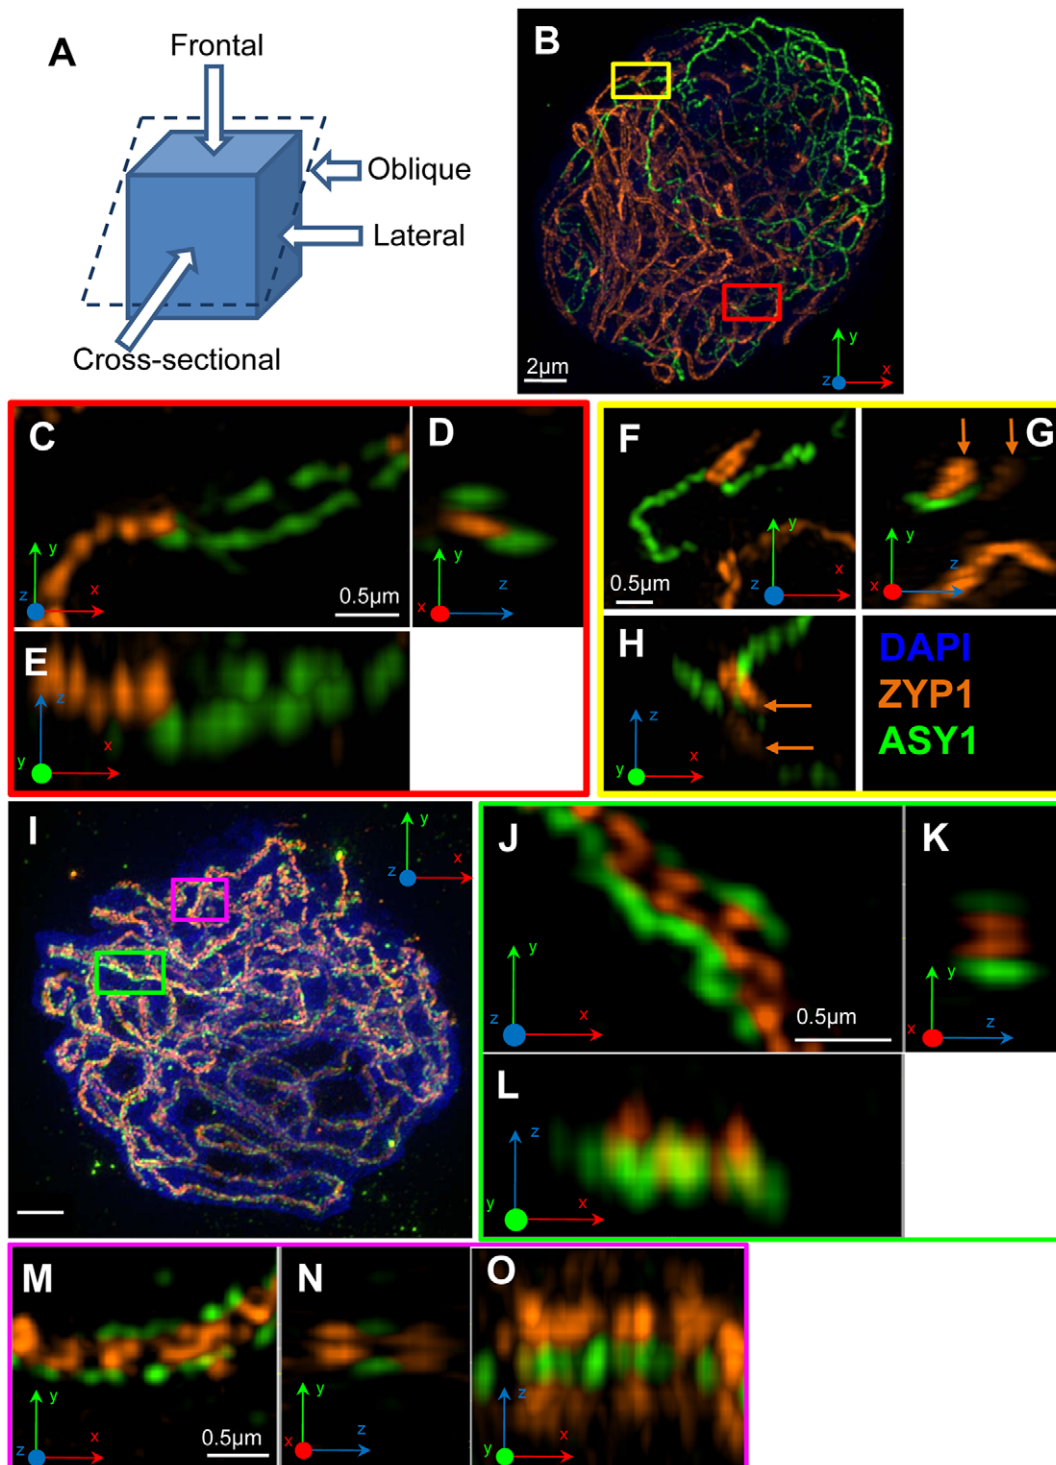 A
Frontal
Oblique
Lateral
Cross-sectional
B
2µm
y
z
x
C
y
z
x
0.5µm
D
y
z
x
E
z
x
y
F
y
x
z
0.5µm
G
y
z
x
H
z
x
y
DAPI
ZYP1
ASY1
I
y
z
x
J
y
z
x
0.5µm
K
y
x
z
L
z
x
y
M
y
x
z
0.5µm
N
y
z
x
O
z
x
y